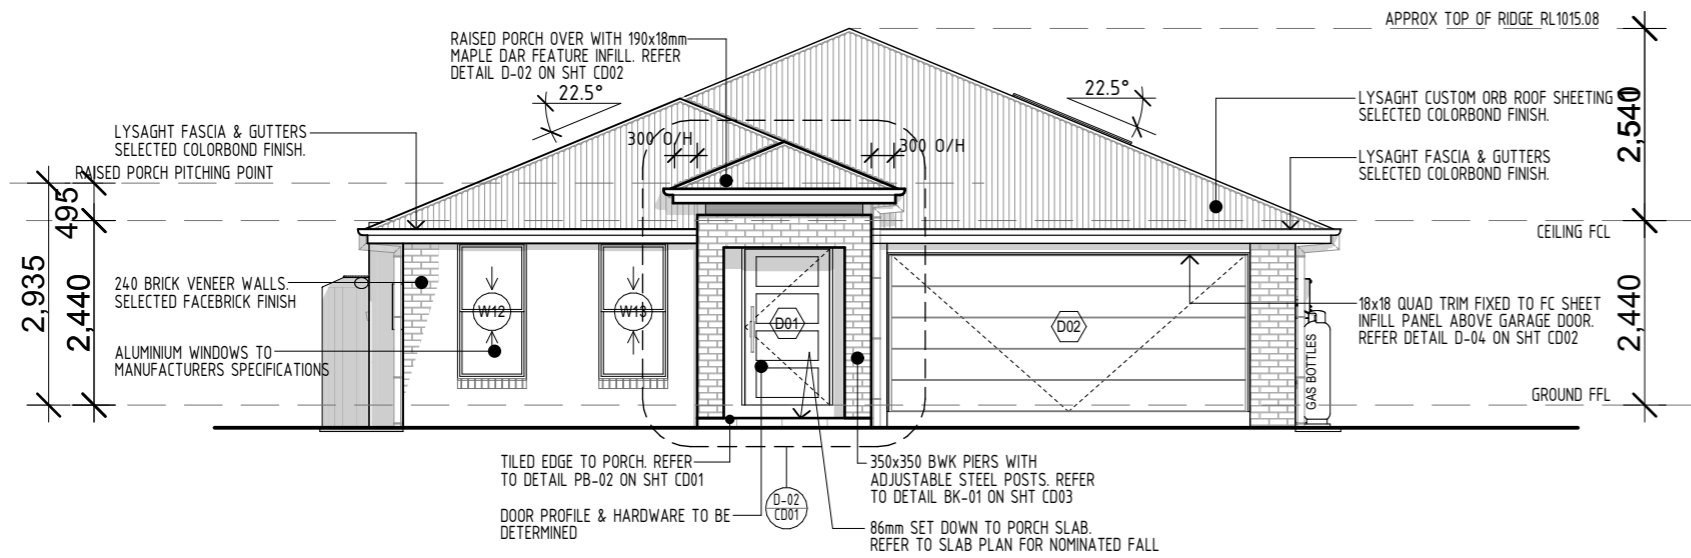 APPROX TOP OF RIDGE RL1015.08
RAISED PORCH OVER WITH 190x18mm
MAPLE DAR FEATURE INFILL. REFER
DETAIL D-02 ON SHT CD02
22.5°
22.5°
LYSAGHT CUSTOM ORB ROOF SHEETING
SELECTED COLORBOND FINISH.
2,540
LYSAGHT FASCIA & GUTTERS
SELECTED COLORBOND FINISH.
300 O/H
300 O/H
LYSAGHT FASCIA & GUTTERS
SELECTED COLORBOND FINISH.
RAISED PORCH PITCHING POINT
495
CEILING FCL
2,935
2,440
240 BRICK VENEER WALLS.
SELECTED FACEBRICK FINISH
W12
W13
D01
D02
18x18 QUAD TRIM FIXED TO FC SHEET
INFILL PANEL ABOVE GARAGE DOOR.
REFER DETAIL D-04 ON SHT CD02
2,440
ALUMINIUM WINDOWS TO
MANUFACTURERS SPECIFICATIONS
GAS BOTTLES
GROUND FFL
TILED EDGE TO PORCH. REFER
TO DETAIL PB-02 ON SHT CD01
350x350 BWK PIERS WITH
ADJUSTABLE STEEL POSTS. REFER
TO DETAIL BK-01 ON SHT CD03
D-02
CD01
DOOR PROFILE & HARDWARE TO BE
DETERMINED
86mm SET DOWN TO PORCH SLAB.
REFER TO SLAB PLAN FOR NOMINATED FALL